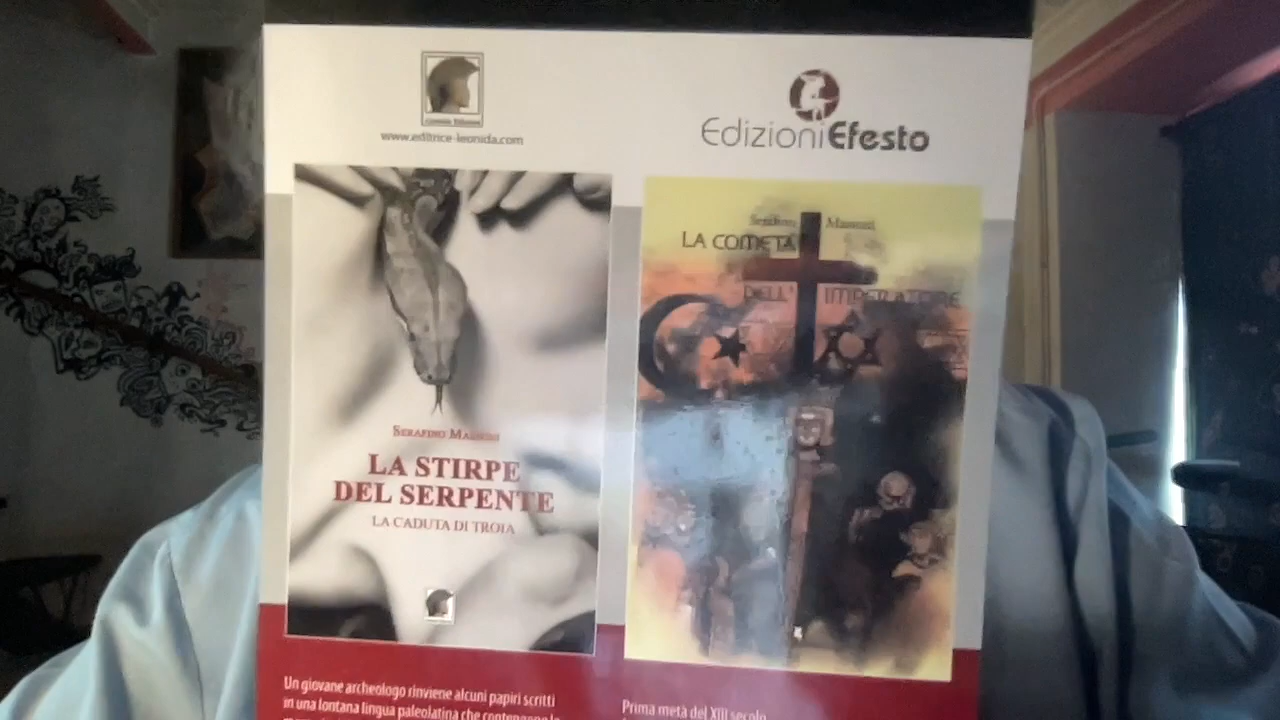 www.editrice-leonida.com
EdizioniEfesto
SERAFINO
LA STIRPE
DEL SERPENTE
LA CADUTA DI TROIA
LA COMETA
DELL' IMPERATORE
Un giovane archeologo rinviene alcuni papiri scritti
in una lontana lingua paleolatina che contengono la
Prima metà del XIII secolo